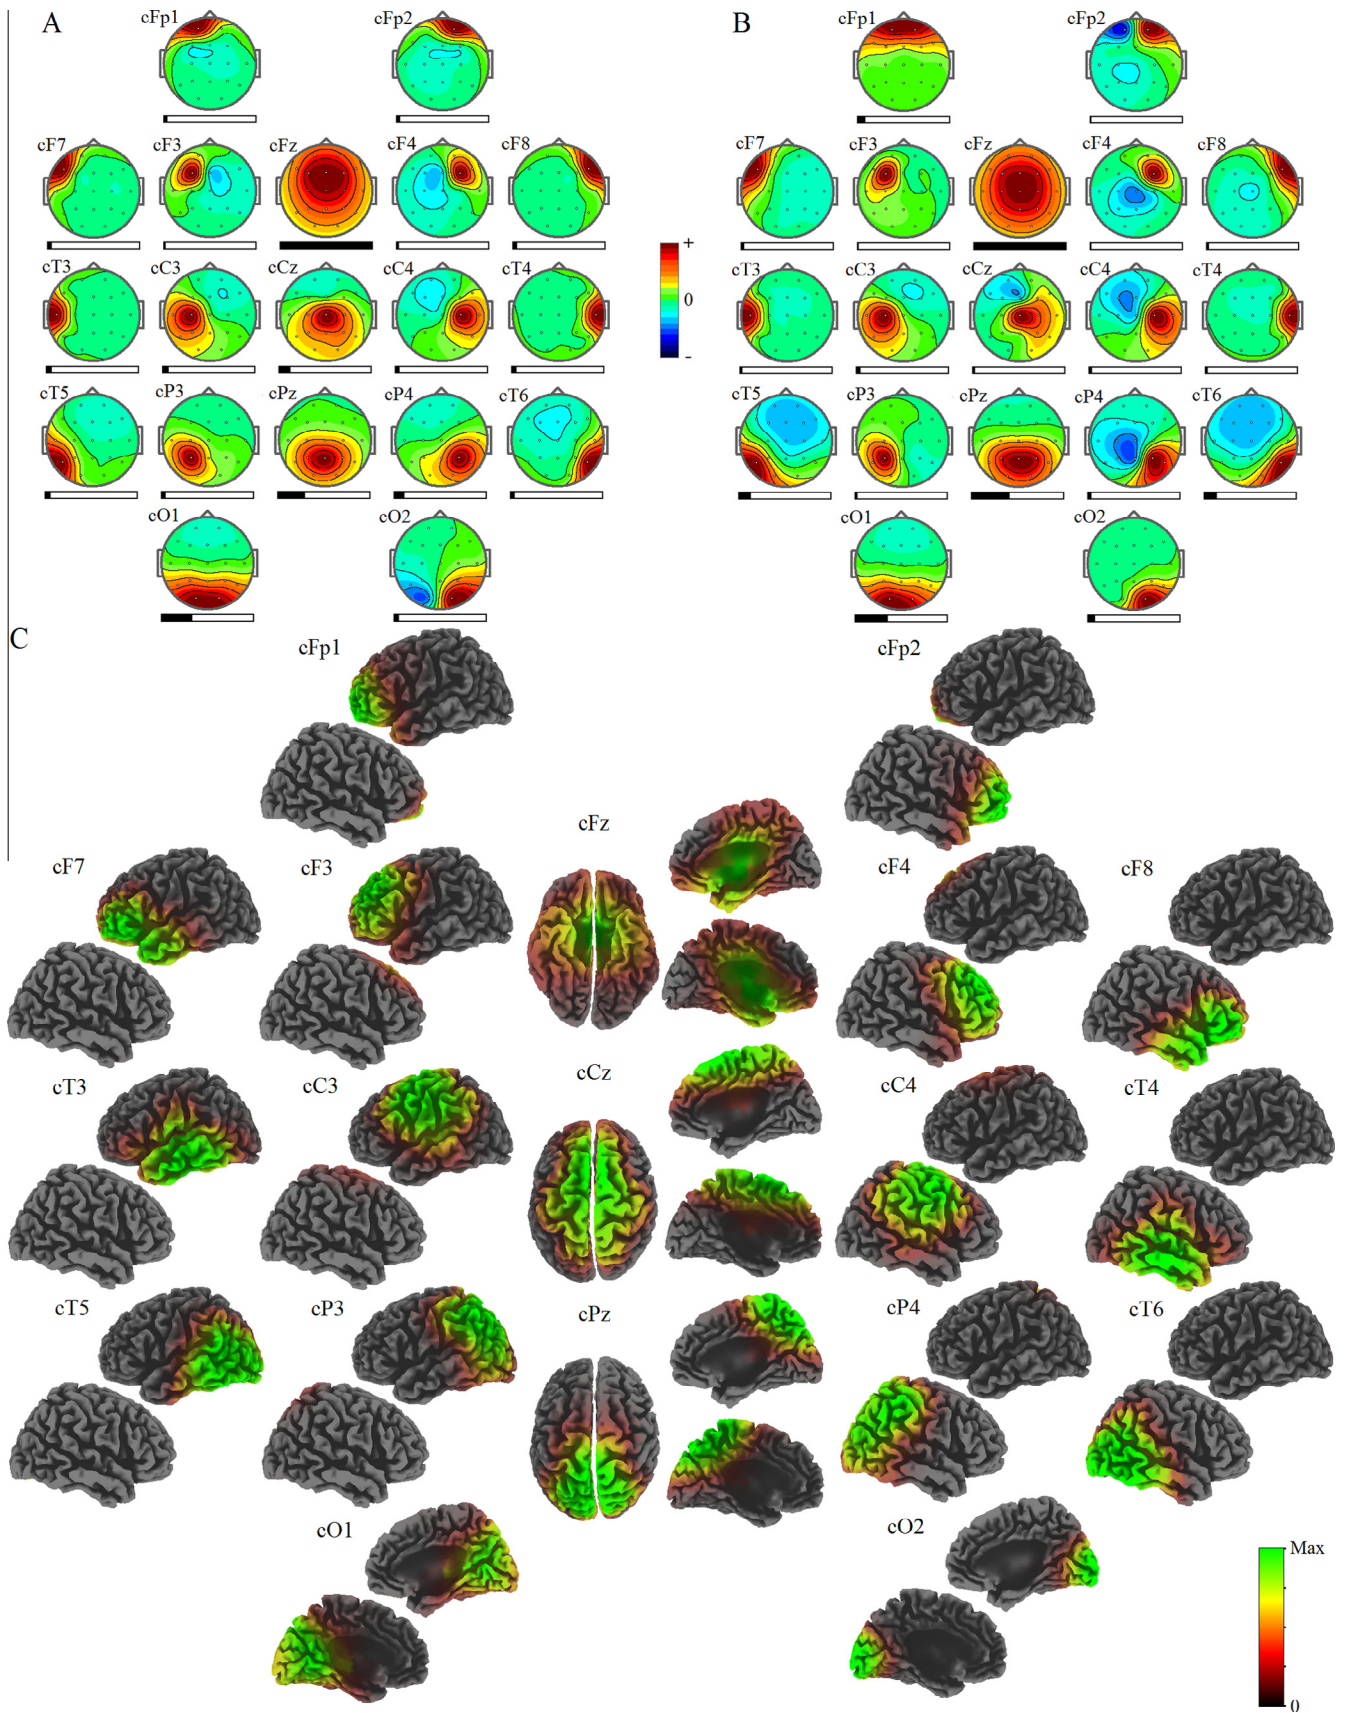 A
B
cFp1 cFp2 cFp1 cFp2
cF7 cF3 cFz cF4 cF8 cF7 cF3 cFz cF4 cF8
+
0
-
cT3 cC3 cCz cC4 cT4 cT3 cC3 cCz cC4 cT4
cT5 cP3 cPz cP4 cT6 cT5 cP3 cPz cP4 cT6
cO1 cO2 cO1 cO2
C
cFp1 cFp2
cFz
cF7 cF3 cF4 cF8
cT3 cC3 cCz cC4 cT4
cT5 cP3 cPz cP4 cT6
cO1 cO2
Max
0